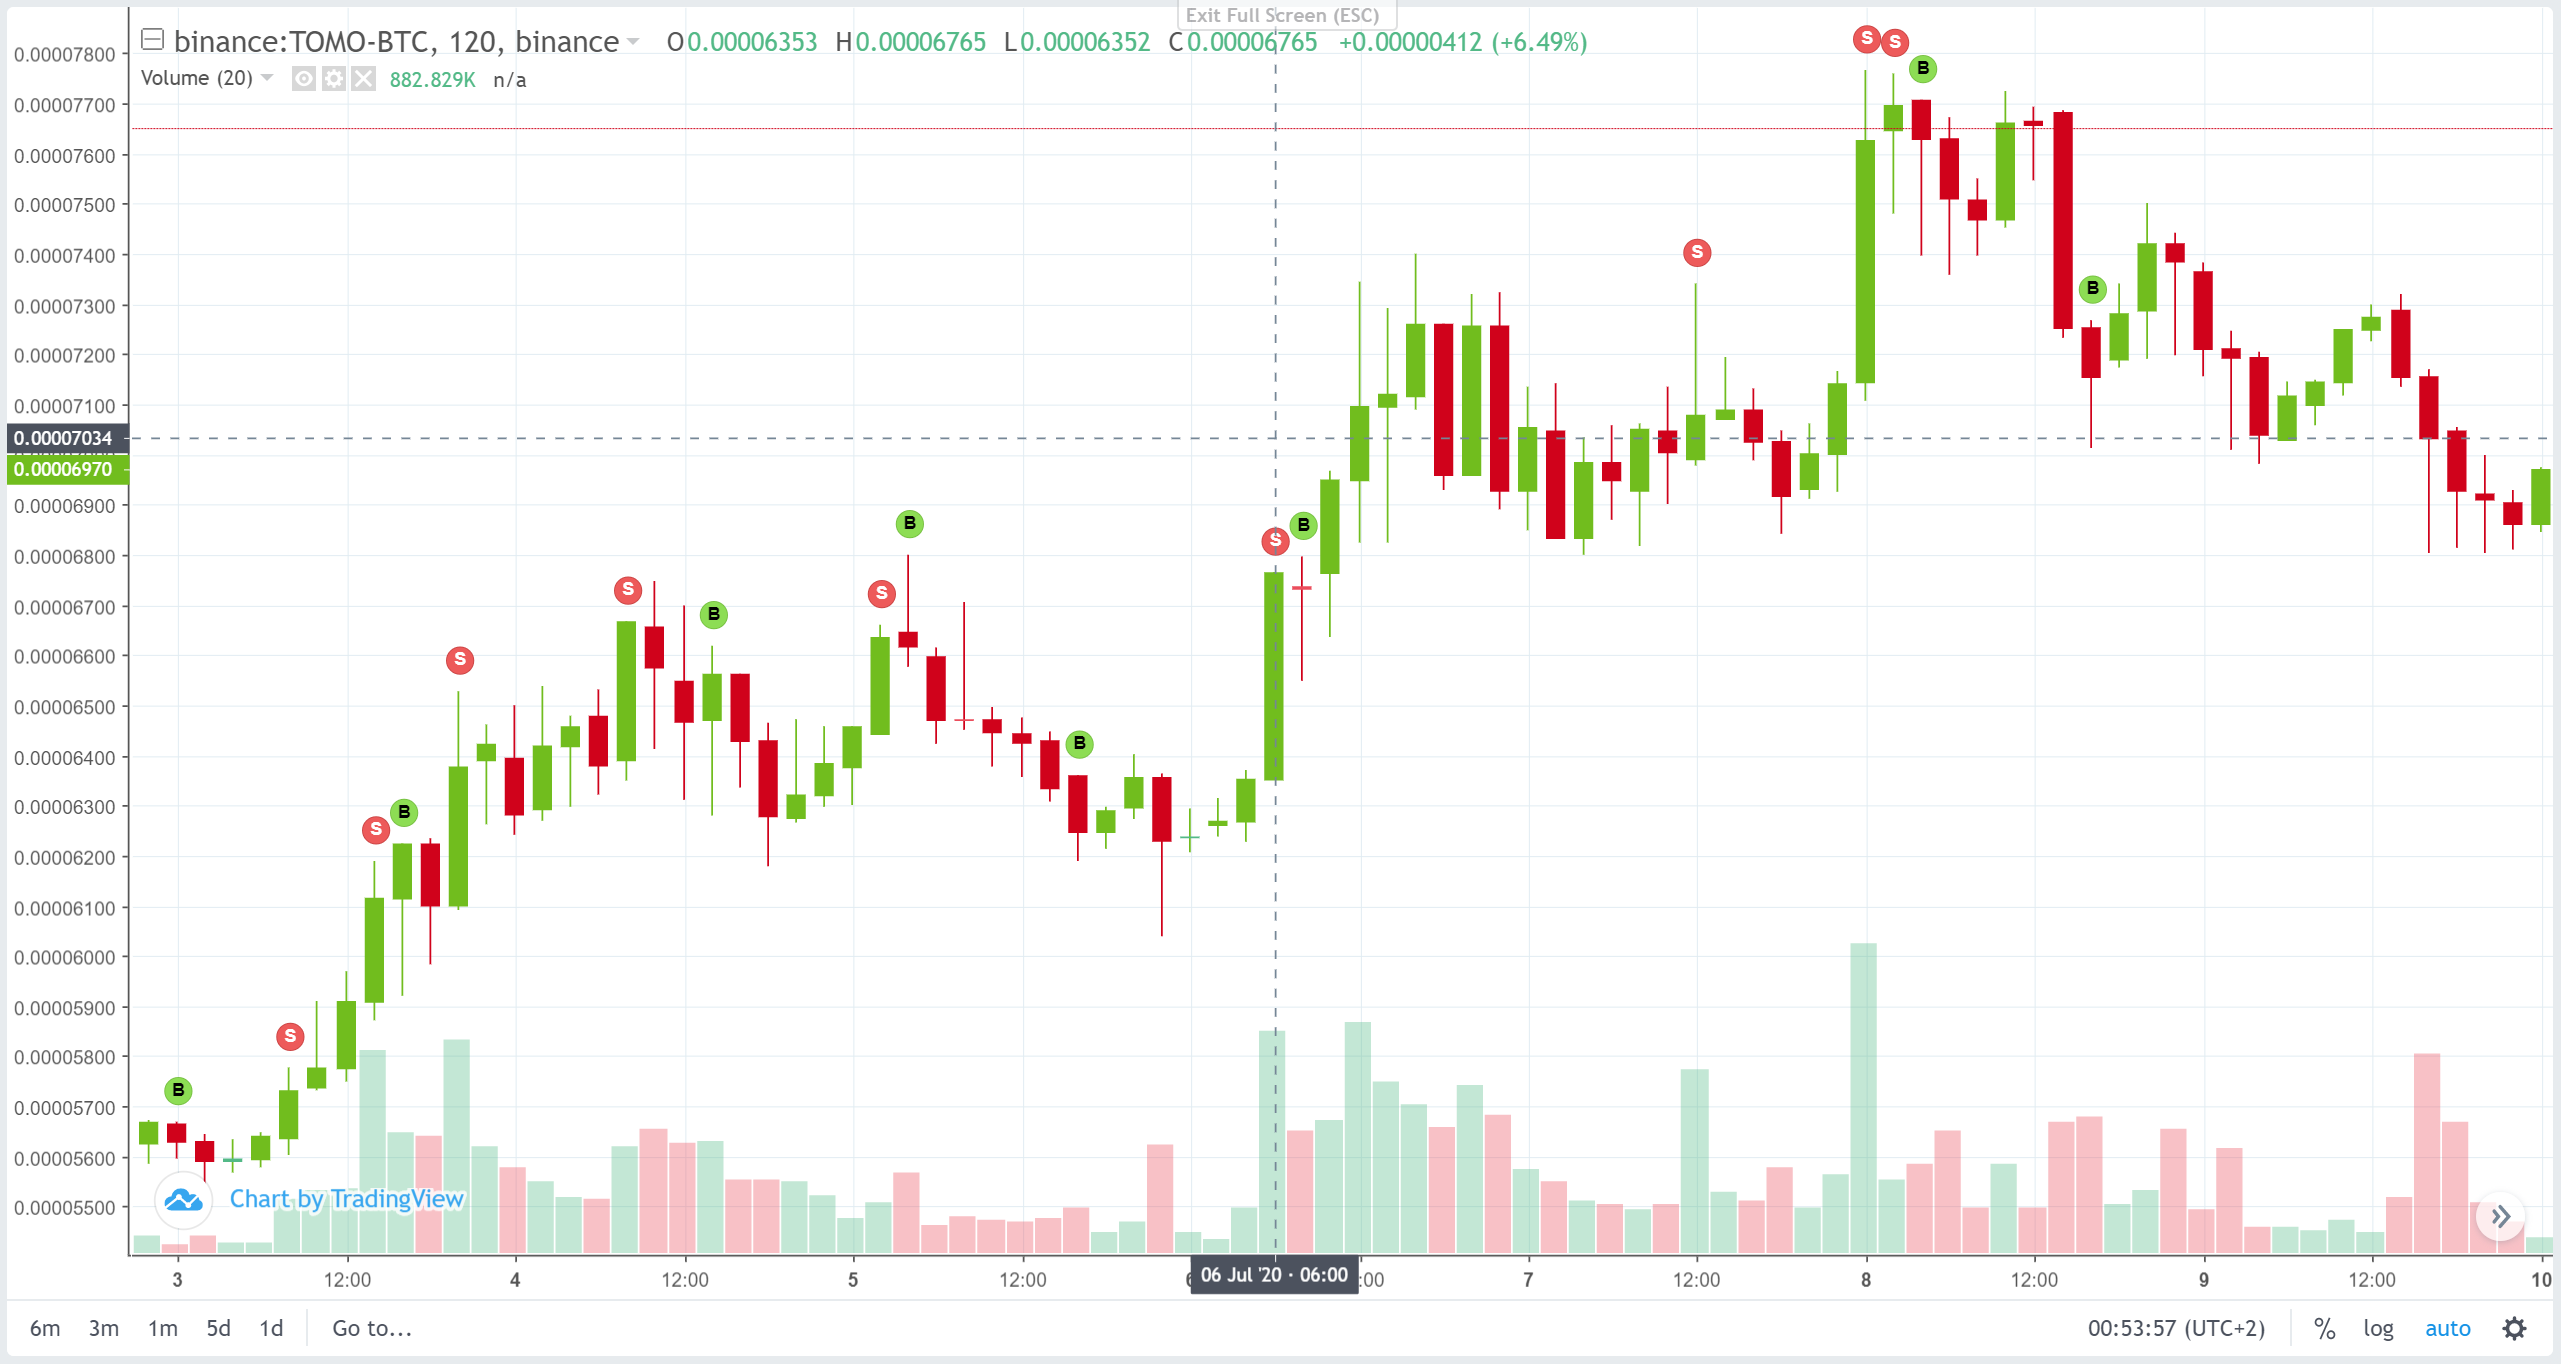 Exit Full Screen (ESC)
binance:TOMO-BTC, 120, binance O0.00006353 H0.00006765 L0.00006352 C0.00006765 +0.00000412 (+6.49%)
Volume (20) 882.829K n/a
0.00007800
0.00007700
0.00007600
0.00007500
0.00007400
0.00007300
0.00007200
0.00007100
0.00007034
0.00006970
0.00006900
0.00006800
0.00006700
0.00006600
0.00006500
0.00006400
0.00006300
0.00006200
0.00006100
0.00006000
0.00005900
0.00005800
0.00005700
0.00005600
0.00005500
S S
B
S
B
B
S B
S
B
S
S
B
S B
S
B
Chart by TradingView
3 12:00 4 12:00 5 12:00 06 Jul '20 · 06:00 7 12:00 8 12:00 9 12:00 10
6m 3m 1m 5d 1d Go to... 00:53:57 (UTC+2) % log auto